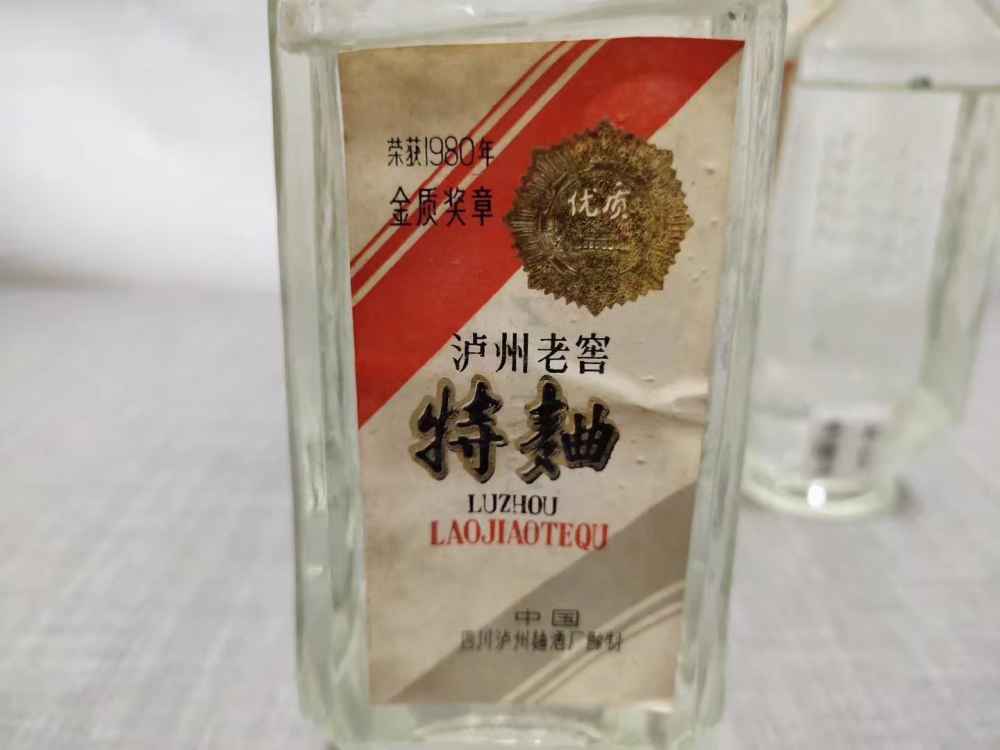 荣获1980年
金质奖章
优质
泸州老窖
特麯
LUZHOU
LAOJIAOTEQU
中国
四川泸州麯酒厂酿制